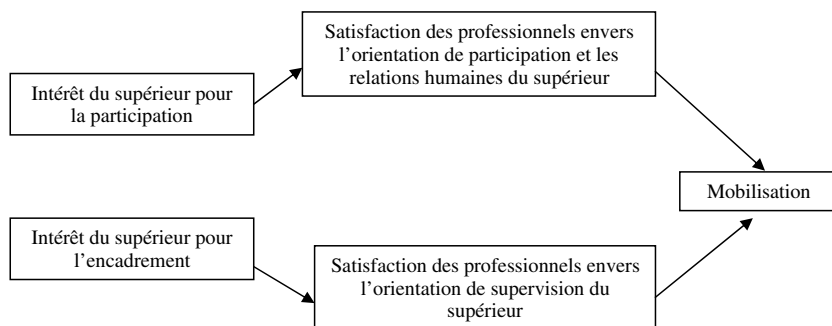 Satisfaction des professionnels envers
l’orientation de participation et les
relations humaines du supérieur
Intérêt du supérieur pour
la participation
Mobilisation
Intérêt du supérieur pour
l’encadrement
Satisfaction des professionnels envers
l’orientation de supervision du
supérieur